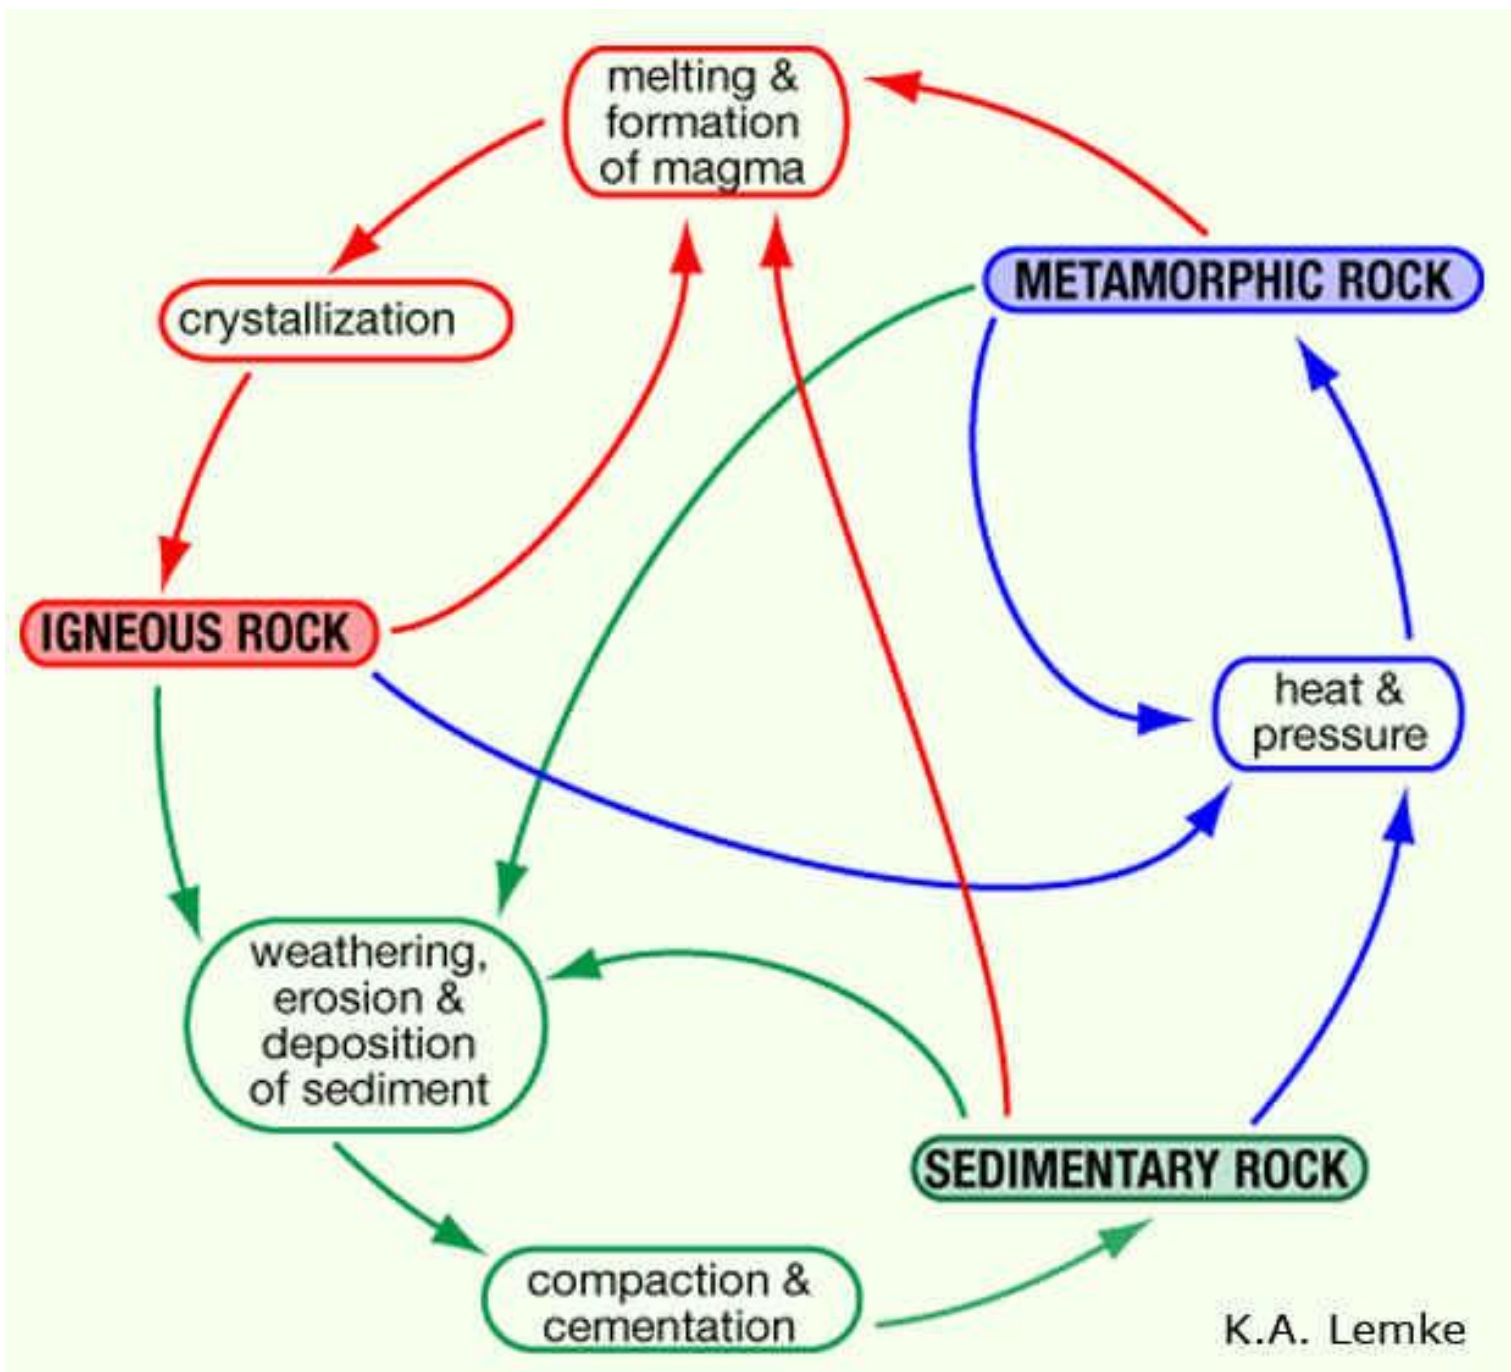 melting &
formation
of magma
METAMORPHIC ROCK
crystallization
IGNEOUS ROCK
heat &
pressure
weathering,
erosion &
deposition
of sediment
SEDIMENTARY ROCK
compaction &
cementation
K.A. Lemke